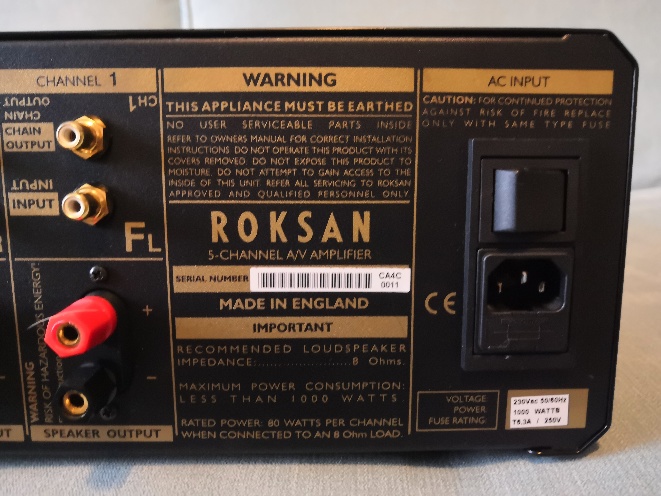 CHANNEL 1
CHAIN
OUTPUT
CH1
CHAIN
OUTPUT
INPUT
INPUT
FL
WARNING
RISK OF HAZARDOUS ENERGY!
+
−
SPEAKER OUTPUT
WARNING
THIS APPLIANCE MUST BE EARTHED
NO USER SERVICEABLE PARTS INSIDE
REFER TO OWNERS MANUAL FOR CORRECT INSTALLATION
INSTRUCTIONS DO NOT OPERATE THIS PRODUCT WITH ITS
COVERS REMOVED. DO NOT EXPOSE THIS PRODUCT TO
MOISTURE. DO NOT ATTEMPT TO GAIN ACCESS TO THE
INSIDE OF THIS UNIT. REFER ALL SERVICING TO ROKSAN
APPROVED AND QUALIFIED PERSONNEL ONLY.
ROKSAN
5-CHANNEL A/V AMPLIFIER
SERIAL NUMBER CA4C
0011
MADE IN ENGLAND
IMPORTANT
RECOMMENDED LOUDSPEAKER
IMPEDANCE:......................8 Ohms.
MAXIMUM POWER CONSUMPTION:
LESS THAN 1000 WATTS.
RATED POWER: 80 WATTS PER CHANNEL
WHEN CONNECTED TO AN 8 Ohm LOAD.
AC INPUT
CAUTION: FOR CONTINUED PROTECTION
AGAINST RISK OF FIRE REPLACE
ONLY WITH SAME TYPE FUSE
CE
VOLTAGE
POWER
FUSE RATING:
230Vac 50/60Hz
1000 WATTS
T6.3A / 250V